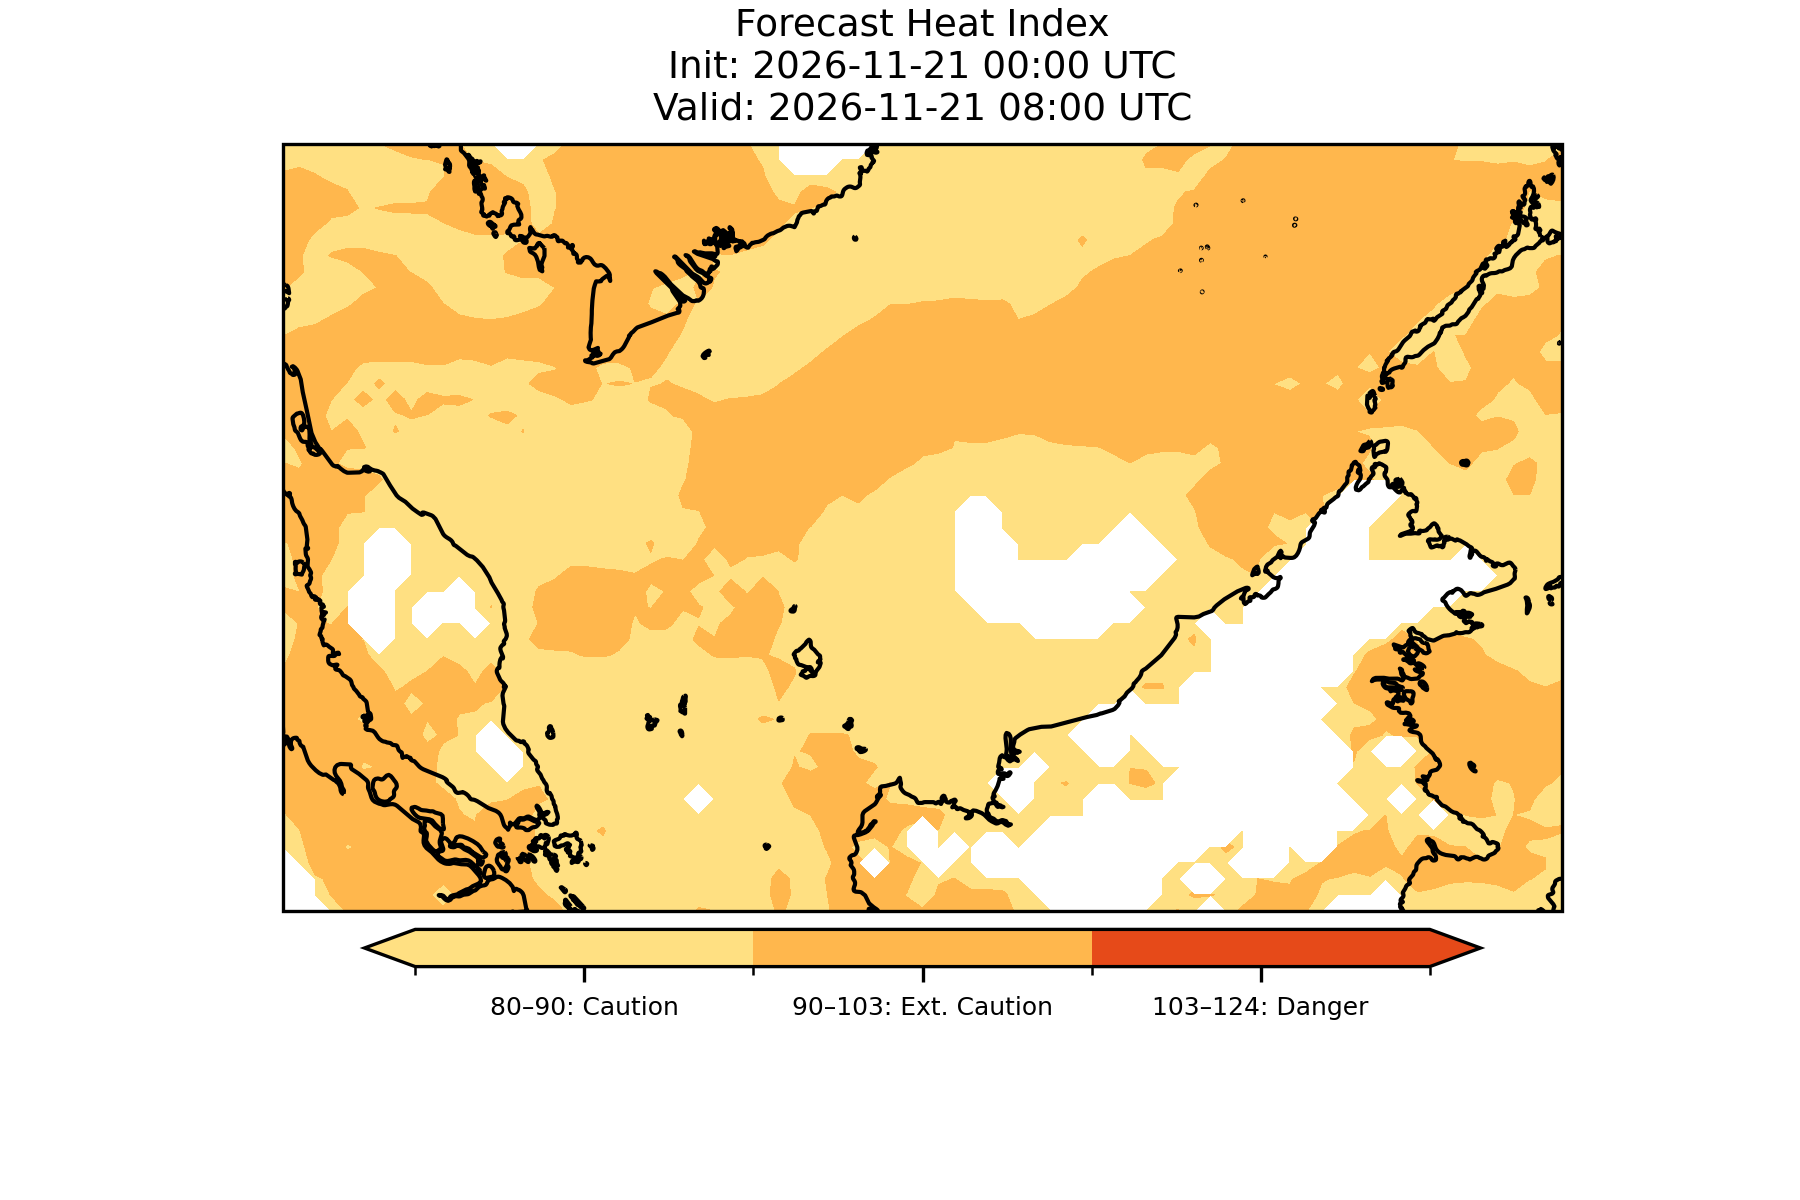 Forecast Heat Index
Init: 2026-11-21 00:00 UTC
Valid: 2026-11-21 08:00 UTC
80–90: Caution
90–103: Ext. Caution
103–124: Danger